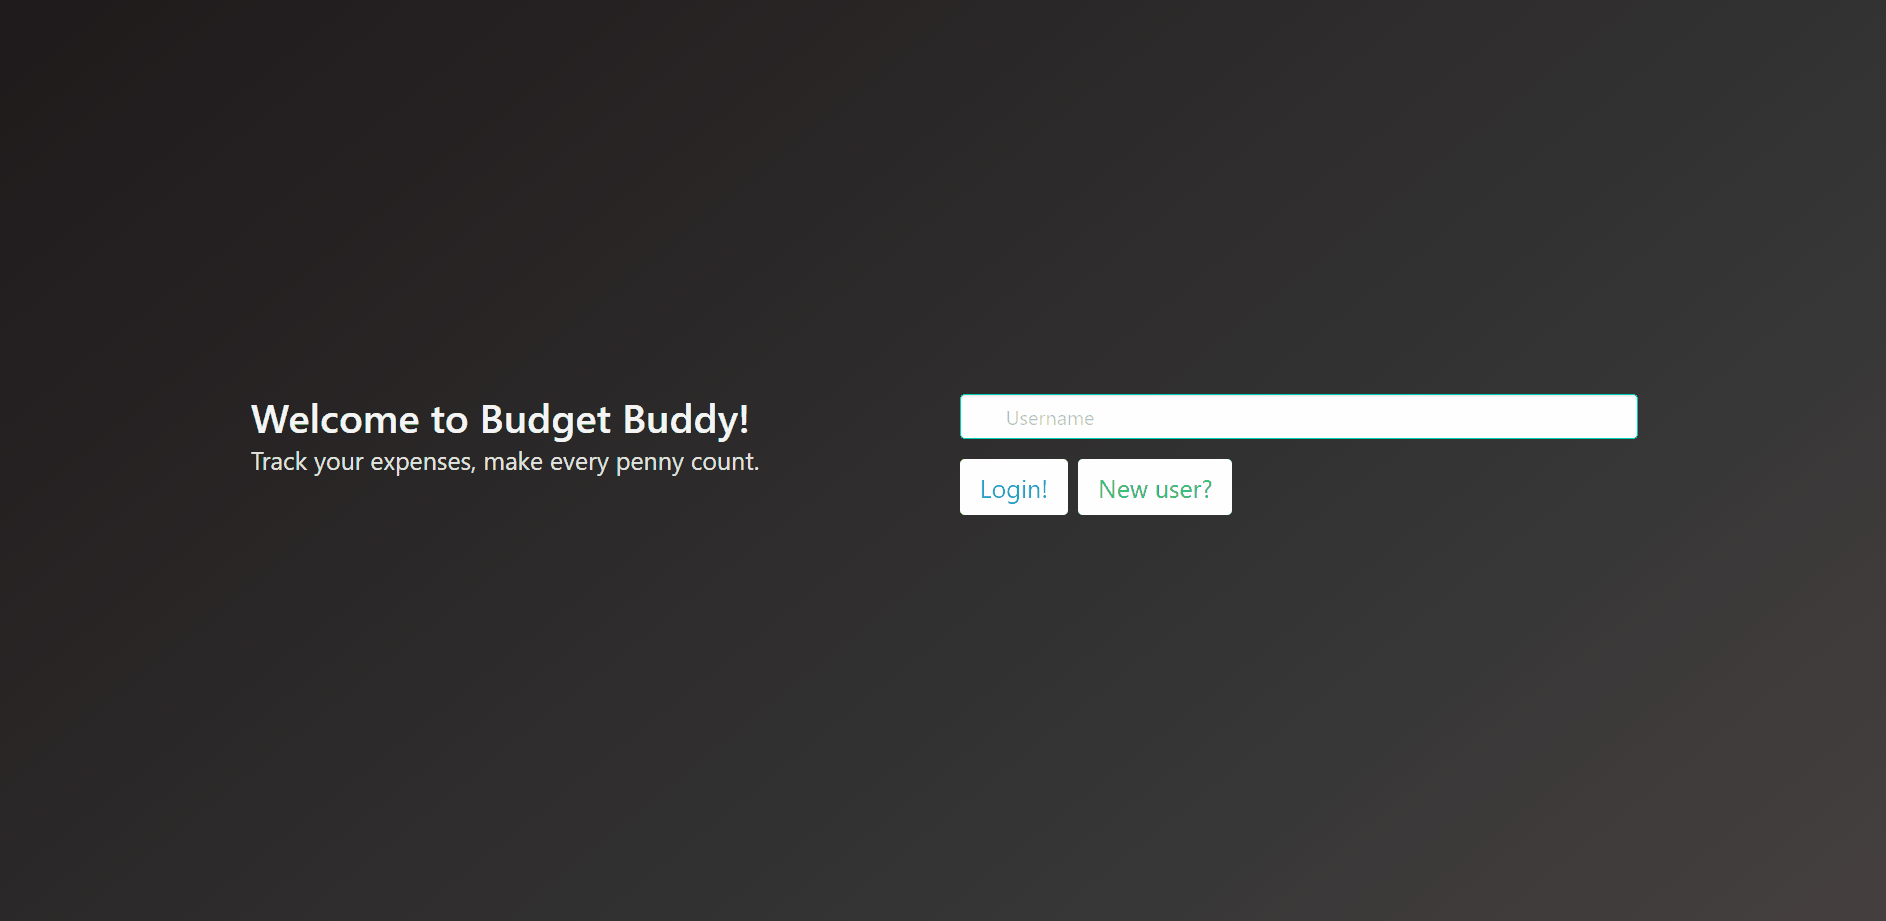 Welcome to Budget Buddy!
Track your expenses, make every penny count.
Username
Login!
New user?